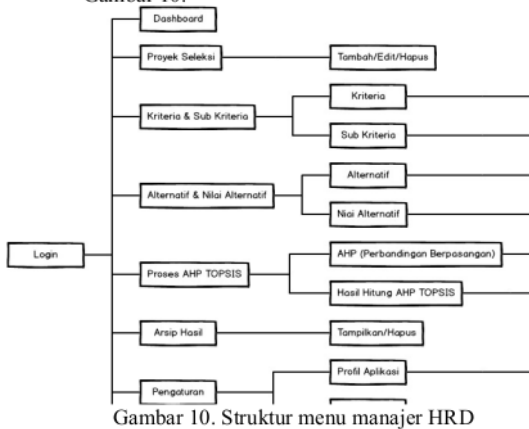 Gambar 10.
Dashboard
Proyek Seleksi
Tambah/Edit/Hapus
Kriteria & Sub Kriteria
Kriteria
Sub Kriteria
Alternatif & Nilai Alternatif
Alternatif
Niai Alternatif
Login
Proses AHP TOPSIS
AHP (Perbandingan Berpasangan)
Hasil Hitung AHP TOPSIS
Arsip Hasil
Tampilkan/Hapus
Pengaturan
Profil Aplikasi
Gambar 10. Struktur menu manajer HRD